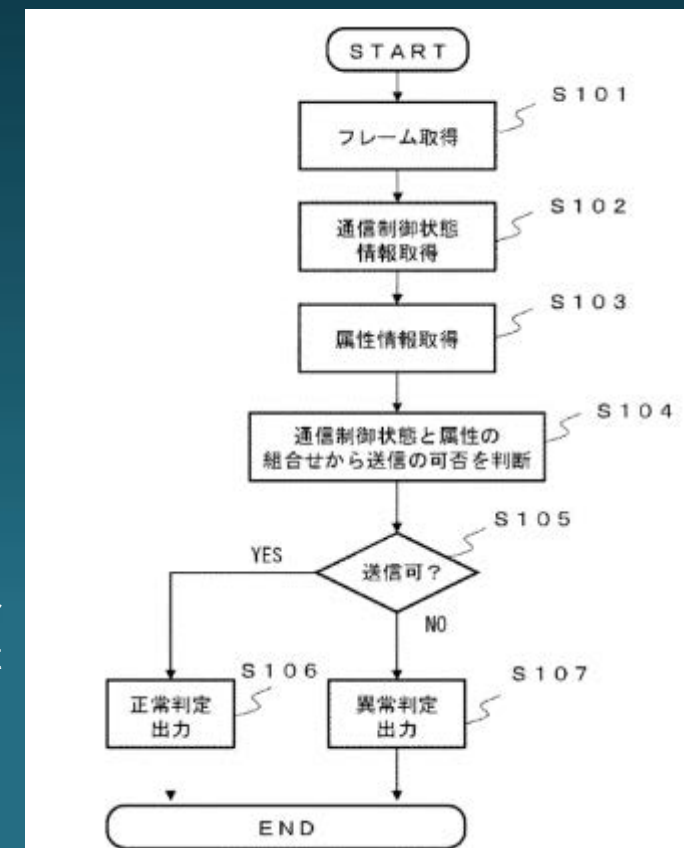 ＳＴＡＲＴ
Ｓ１０１
フレーム取得
Ｓ１０２
通信制御状態
情報取得
Ｓ１０３
属性情報取得
Ｓ１０４
通信制御状態と属性の
組合せから送信の可否を判断
Ｓ１０５
YES
送信可？
NO
Ｓ１０６
正常判定
出力
Ｓ１０７
異常判定
出力
ＥＮＤ